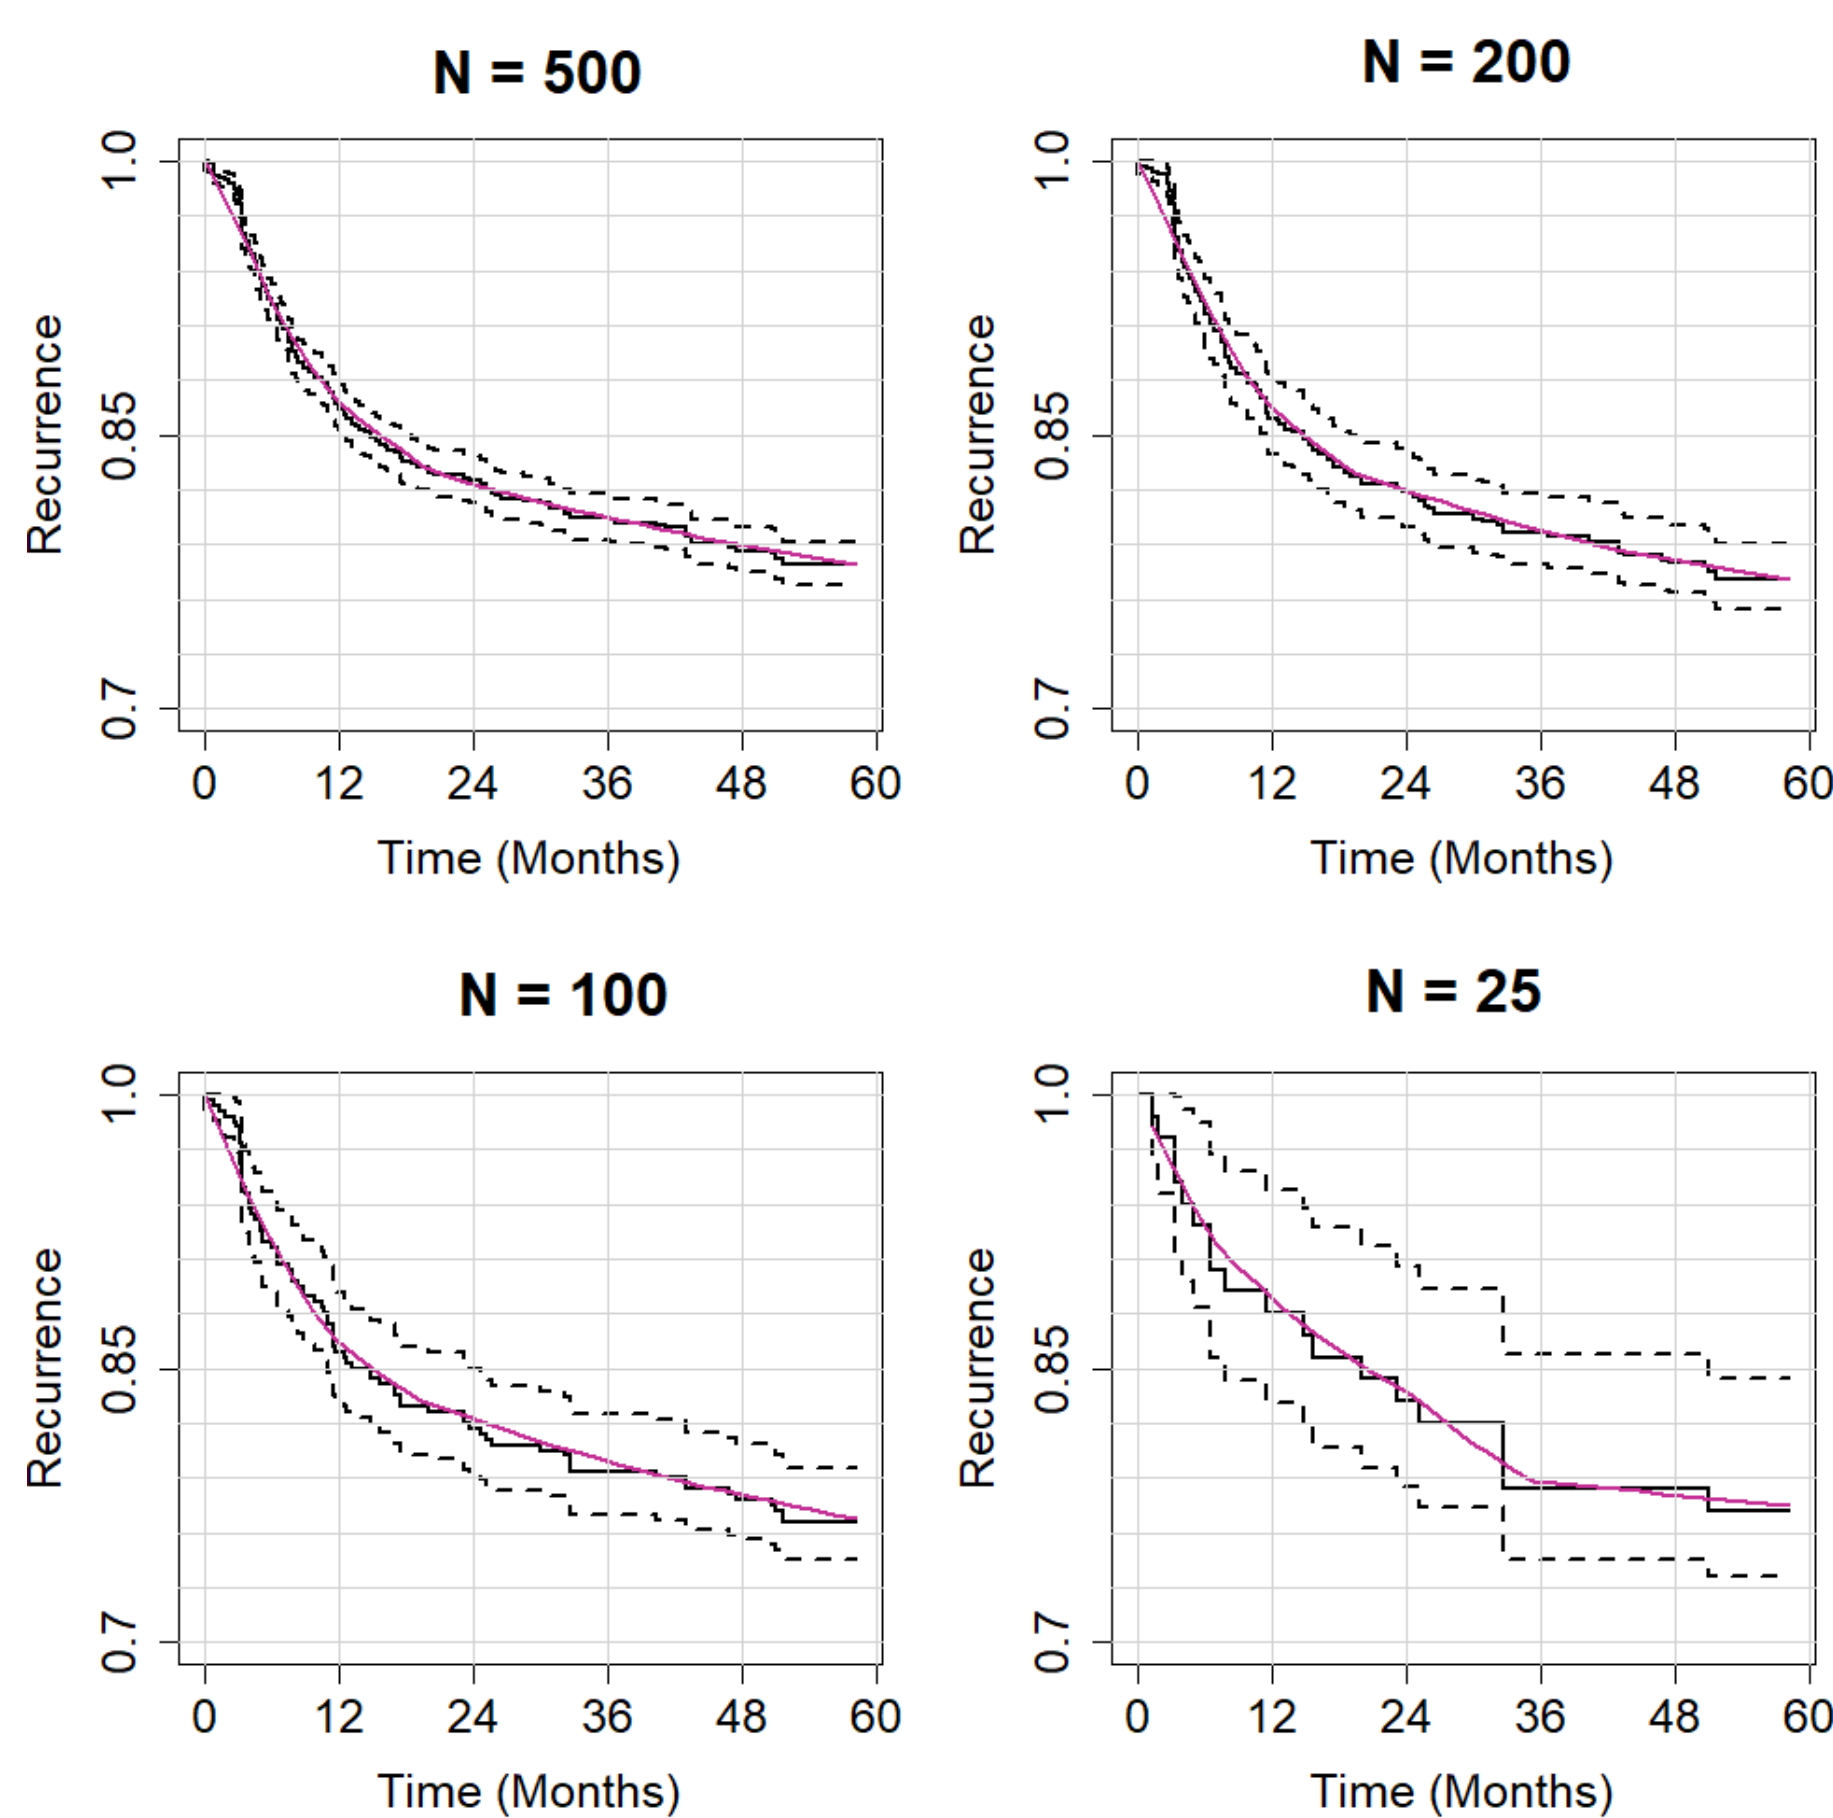 N = 500
1.0
0.85
0.7
Recurrence
0 12 24 36 48 60
Time (Months)
N = 200
1.0
0.85
0.7
Recurrence
0 12 24 36 48 60
Time (Months)
N = 100
1.0
0.85
0.7
Recurrence
0 12 24 36 48 60
Time (Months)
N = 25
1.0
0.85
0.7
Recurrence
0 12 24 36 48 60
Time (Months)